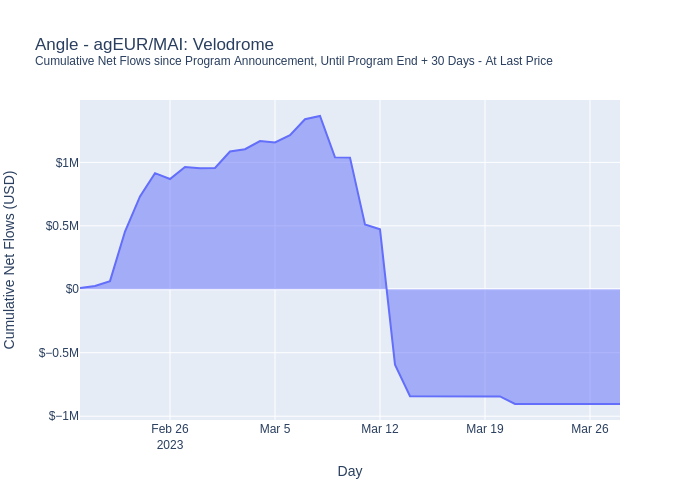 Angle - agEUR/MAI: Velodrome
Cumulative Net Flows since Program Announcement, Until Program End + 30 Days - At Last Price
Cumulative Net Flows (USD)
$1M
$0.5M
$0
$−0.5M
$−1M
Feb 26
2023
Mar 5
Mar 12
Mar 19
Mar 26
Day